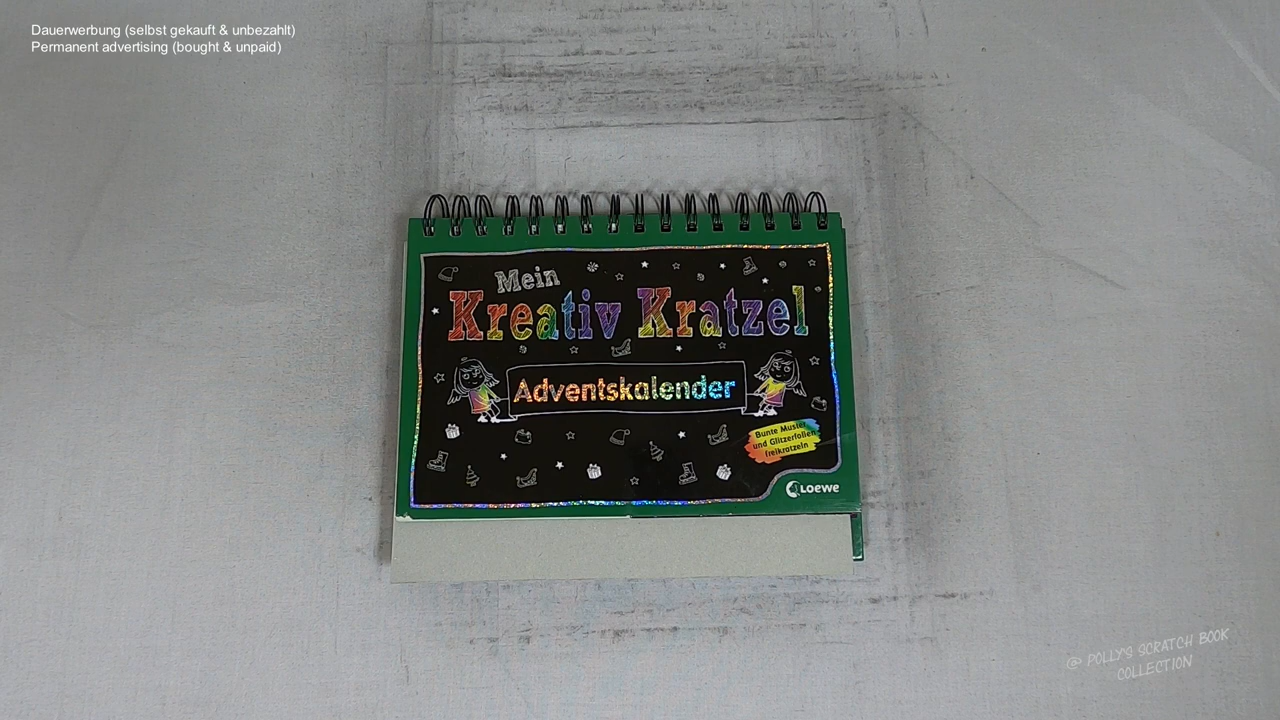 Dauerwerbung (selbst gekauft & unbezahlt)
Permanent advertising (bought & unpaid)
Mein
Kreativ Kratzel
Adventskalender
Bunte Muster
und Glitzerfolien
freikratzeln
LOEWE
@ POLLY'S SCRATCH BOOK
COLLECTION